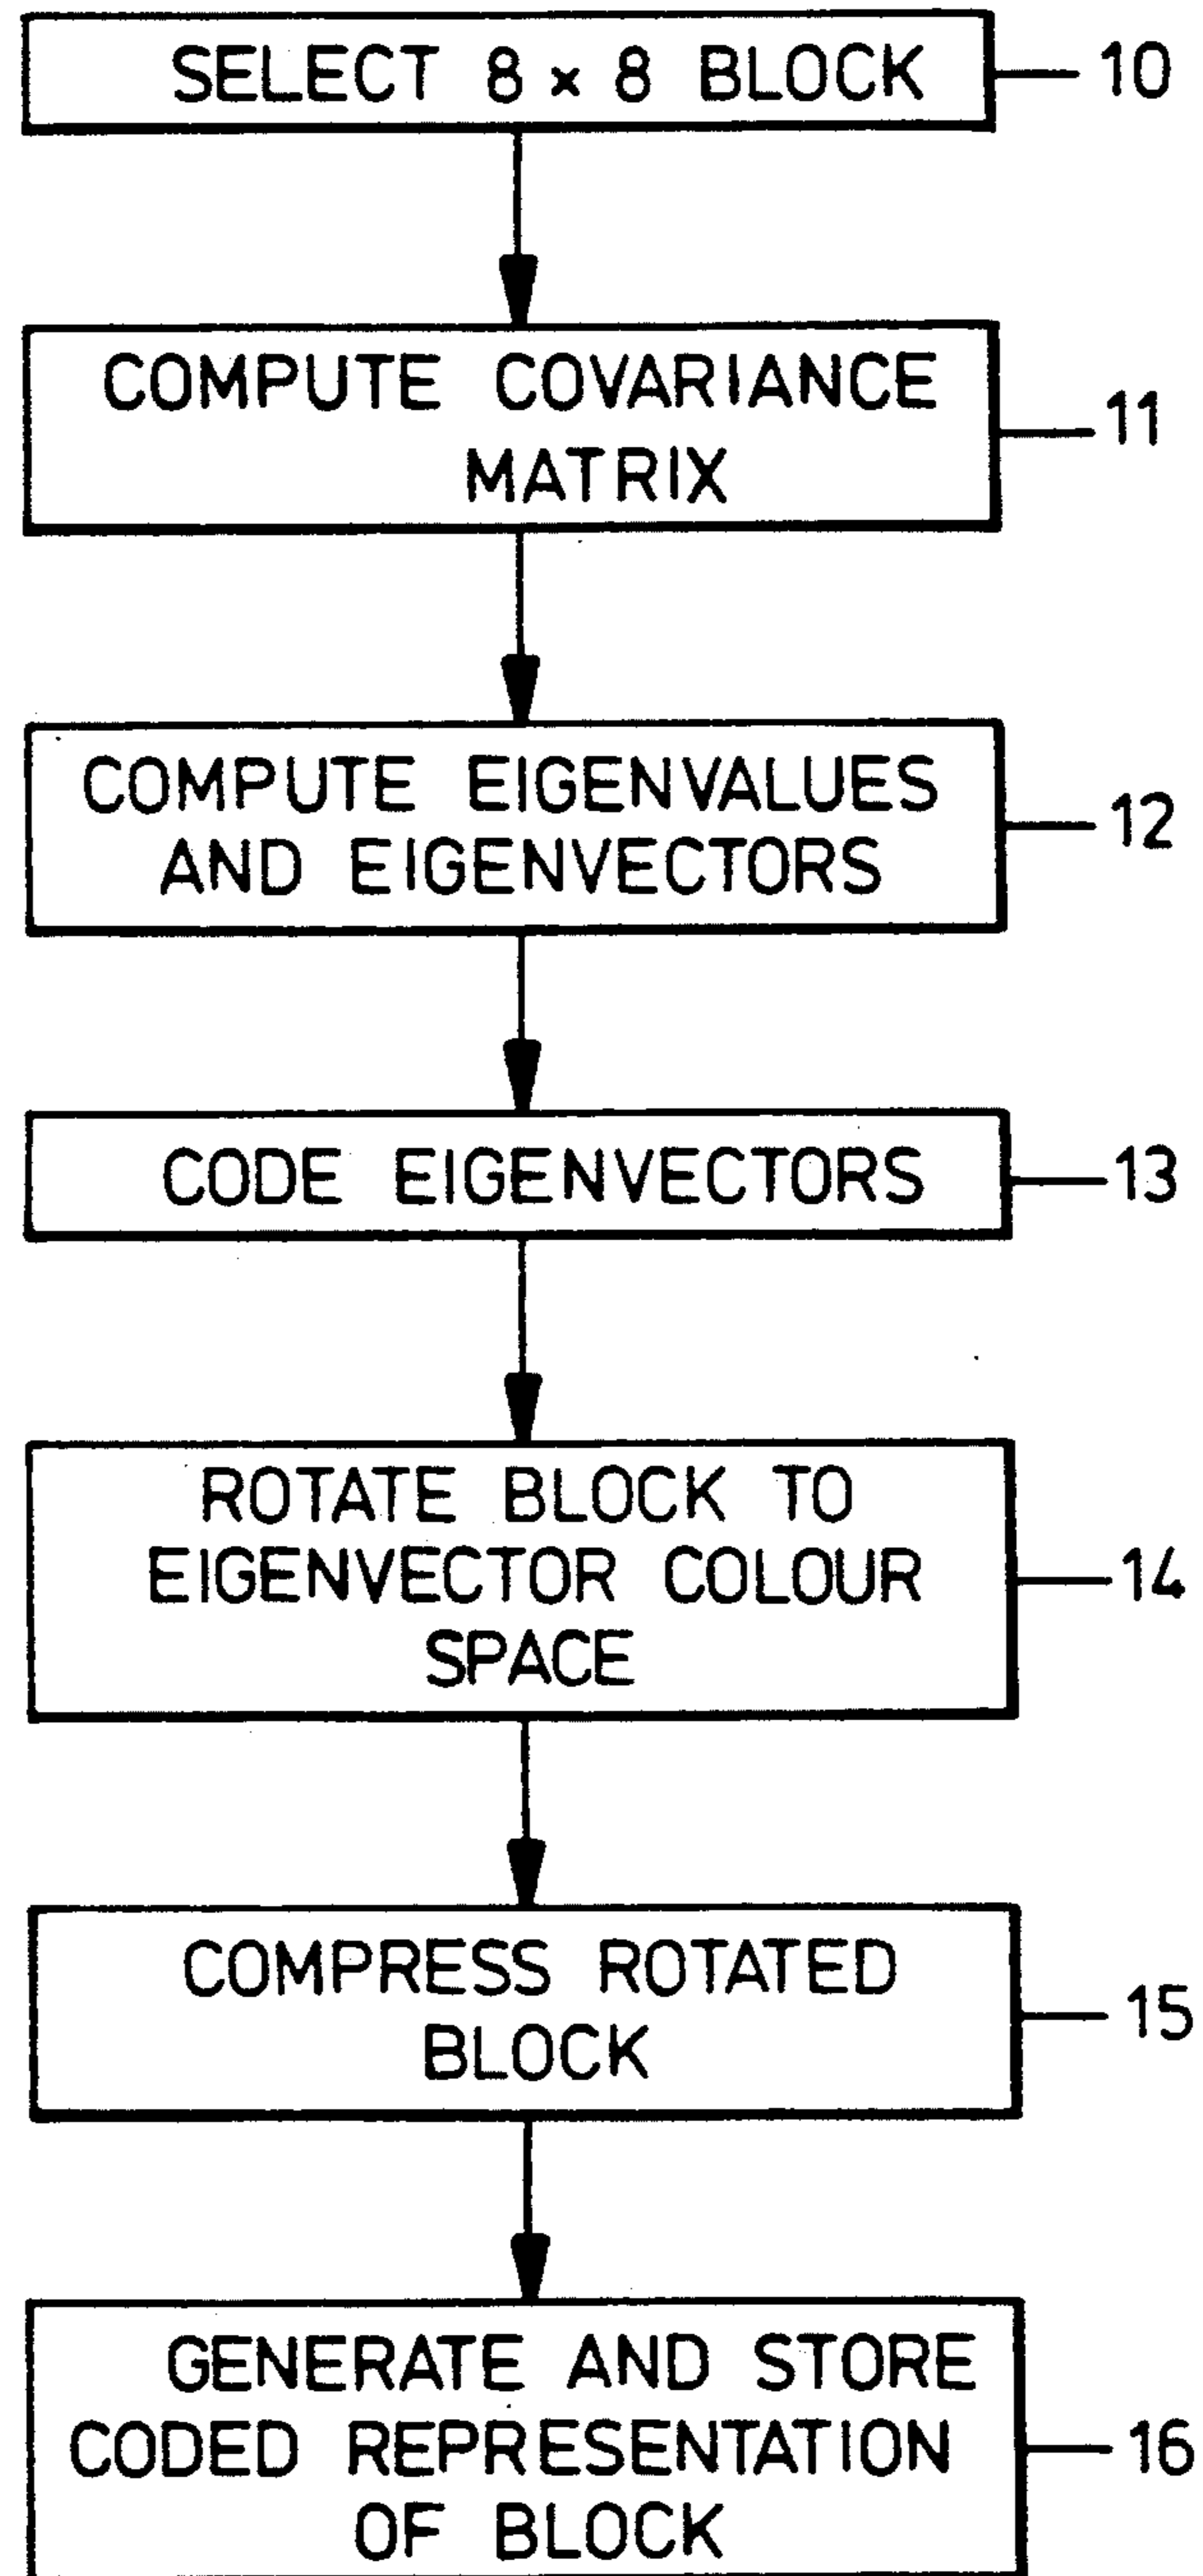 SELECT 8 × 8 BLOCK
10
COMPUTE COVARIANCE
MATRIX
11
COMPUTE EIGENVALUES
AND EIGENVECTORS
12
CODE EIGENVECTORS
13
ROTATE BLOCK TO
EIGENVECTOR COLOUR
SPACE
14
COMPRESS ROTATED
BLOCK
15
GENERATE AND STORE
CODED REPRESENTATION
OF BLOCK
16